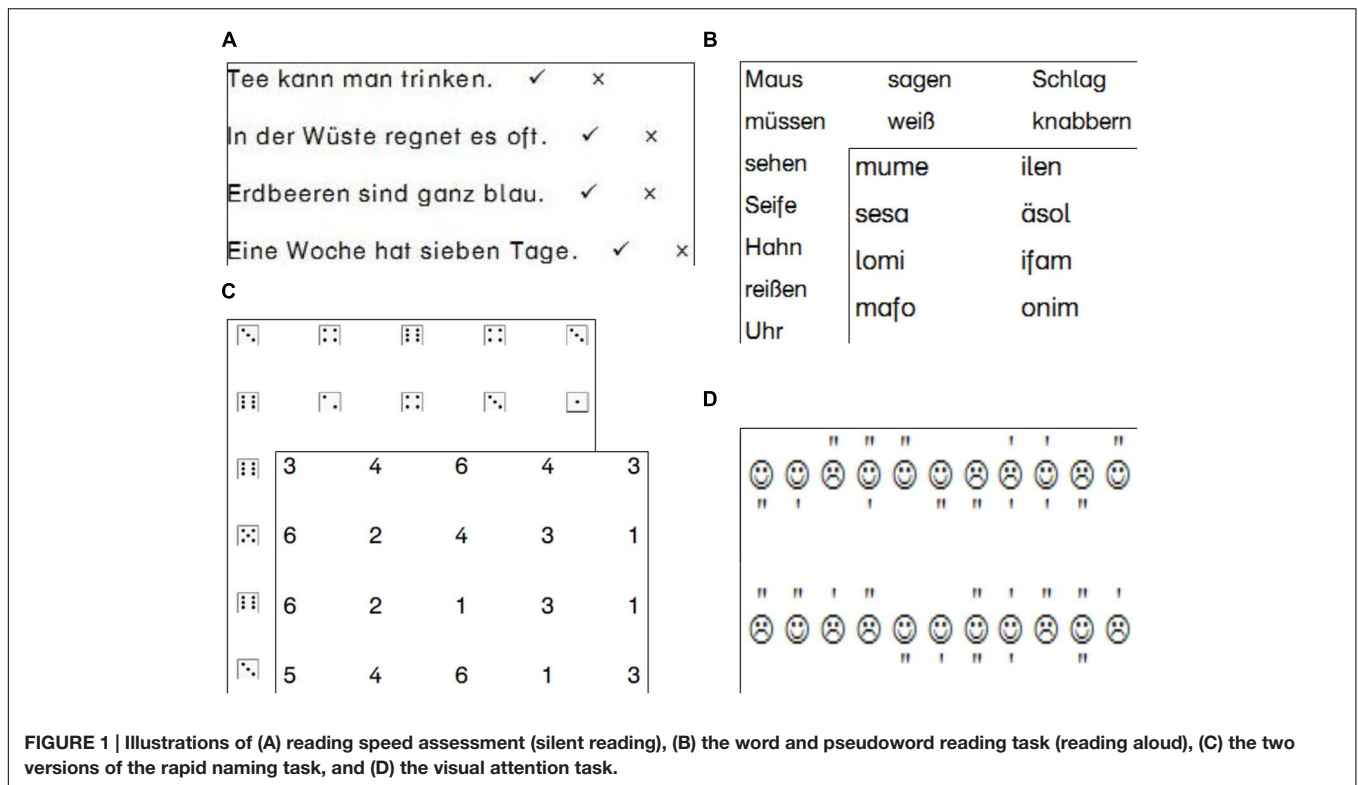 A
Tee kann man trinken. ✓ ×
In der Wüste regnet es oft. ✓ ×
Erdbeeren sind ganz blau. ✓ ×
Eine Woche hat sieben Tage. ✓ ×
B
Maus sagen Schlag
müssen weiß knabbern
sehen
Seife
Hahn
reißen
Uhr
mume ilen
sesa äsol
lomi ifam
mafo onim
C
3 4 6 4 3
6 2 4 3 1
6 2 1 3 1
5 4 6 1 3
D
" " " ' ' "
" ' ' " " ' ' "
" " ' " " ' " " '
" ' " ' "
FIGURE 1 | Illustrations of (A) reading speed assessment (silent reading), (B) the word and pseudoword reading task (reading aloud), (C) the two
versions of the rapid naming task, and (D) the visual attention task.